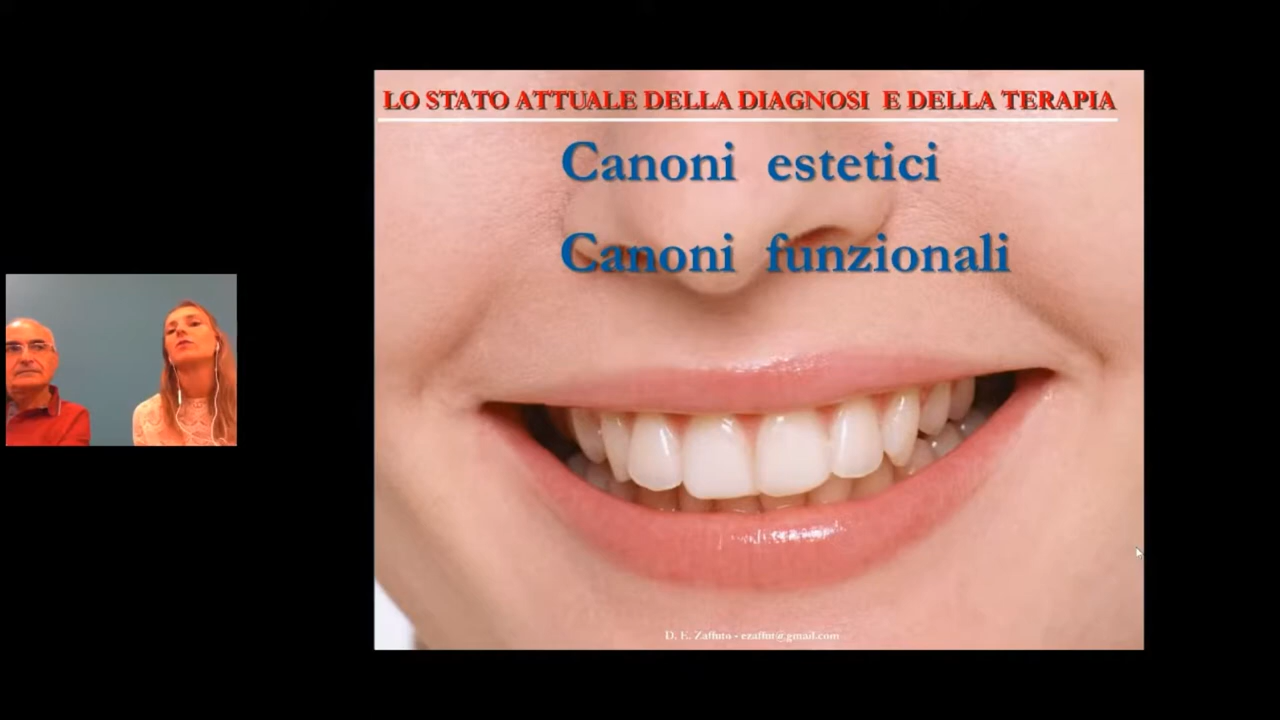 LO STATO ATTUALE DELLA DIAGNOSI E DELLA TERAPIA
Canoni estetici
Canoni funzionali
D. E. Zaffuto - ezaffut@gmail.com